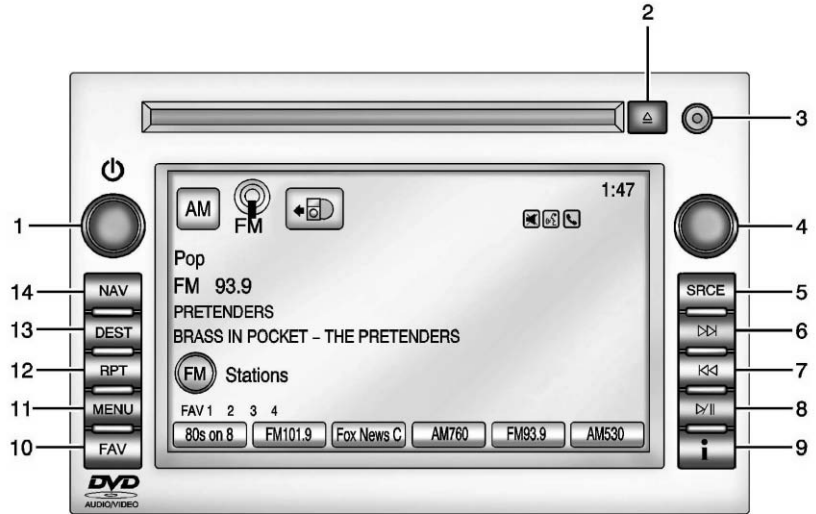 2
3
1
4
AM
FM
1:47
Pop
FM 93.9
PRETENDERS
BRASS IN POCKET – THE PRETENDERS
FM Stations
FAV 1 2 3 4
80s on 8 FM101.9 Fox News C AM760 FM93.9 AM530
14 NAV
13 DEST
12 RPT
11 MENU
10 FAV
SRCE 5
6
7
8
i 9
DVD
AUDIO/VIDEO